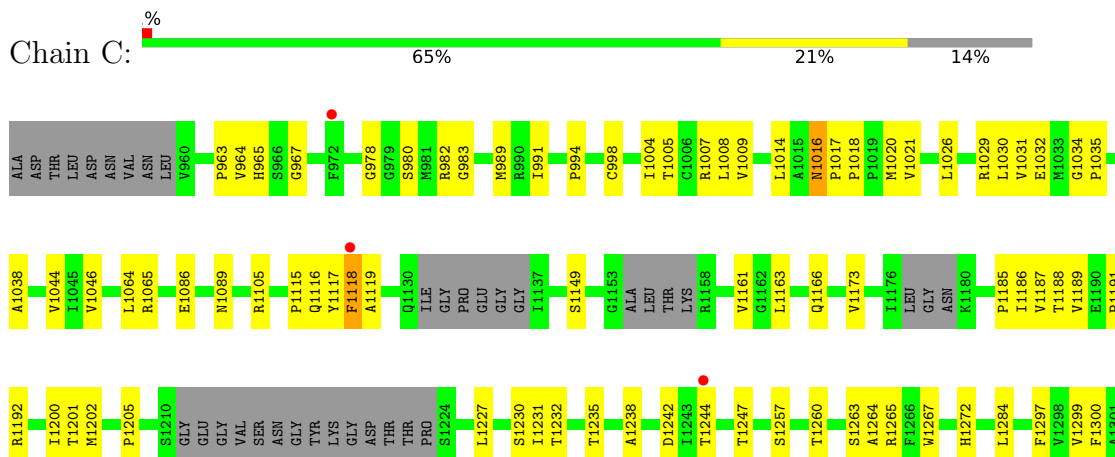 .%
Chain C:
65% 21% 14%
ALA ASP THR LEU ASP ASN VAL ASN LEU V960 P963 V964 H965 S966 G967 F972 G978 G979 S980 M981 R982 G983 M989 R990 I991 P994 C998 I1004 T1005 C1006 R1007 L1008 V1009 L1014 A1015 N1016 P1017 P1018 P1019 M1020 V1021 L1026 R1029 L1030 V1031 E1032 M1033 G1034 P1035
A1038 V1044 I1045 V1046 L1064 R1065 E1086 N1089 R1105 P1115 Q1116 Y1117 F1118 A1119 Q1130 ILE GLY PRO GLU GLY GLY I1137 S1149 G1153 ALA LEU THR LYS R1158 V1161 G1162 L1163 Q1166 V1173 I1176 LEU GLY ASN K1180 P1185 I1186 V1187 T1188 V1189 E1190
R1192 I1200 T1201 M1202 P1205 S1210 GLY GLU GLY VAL SER ASN GLY TYR LYS GLY ASP THR THR PRO S1224 L1227 S1230 I1231 T1232 T1235 A1238 D1242 I1243 T1244 T1247 S1257 T1260 S1263 A1264 R1265 F1266 W1267 H1272 L1284 F1297 V1298 V1299 F1300 A1301